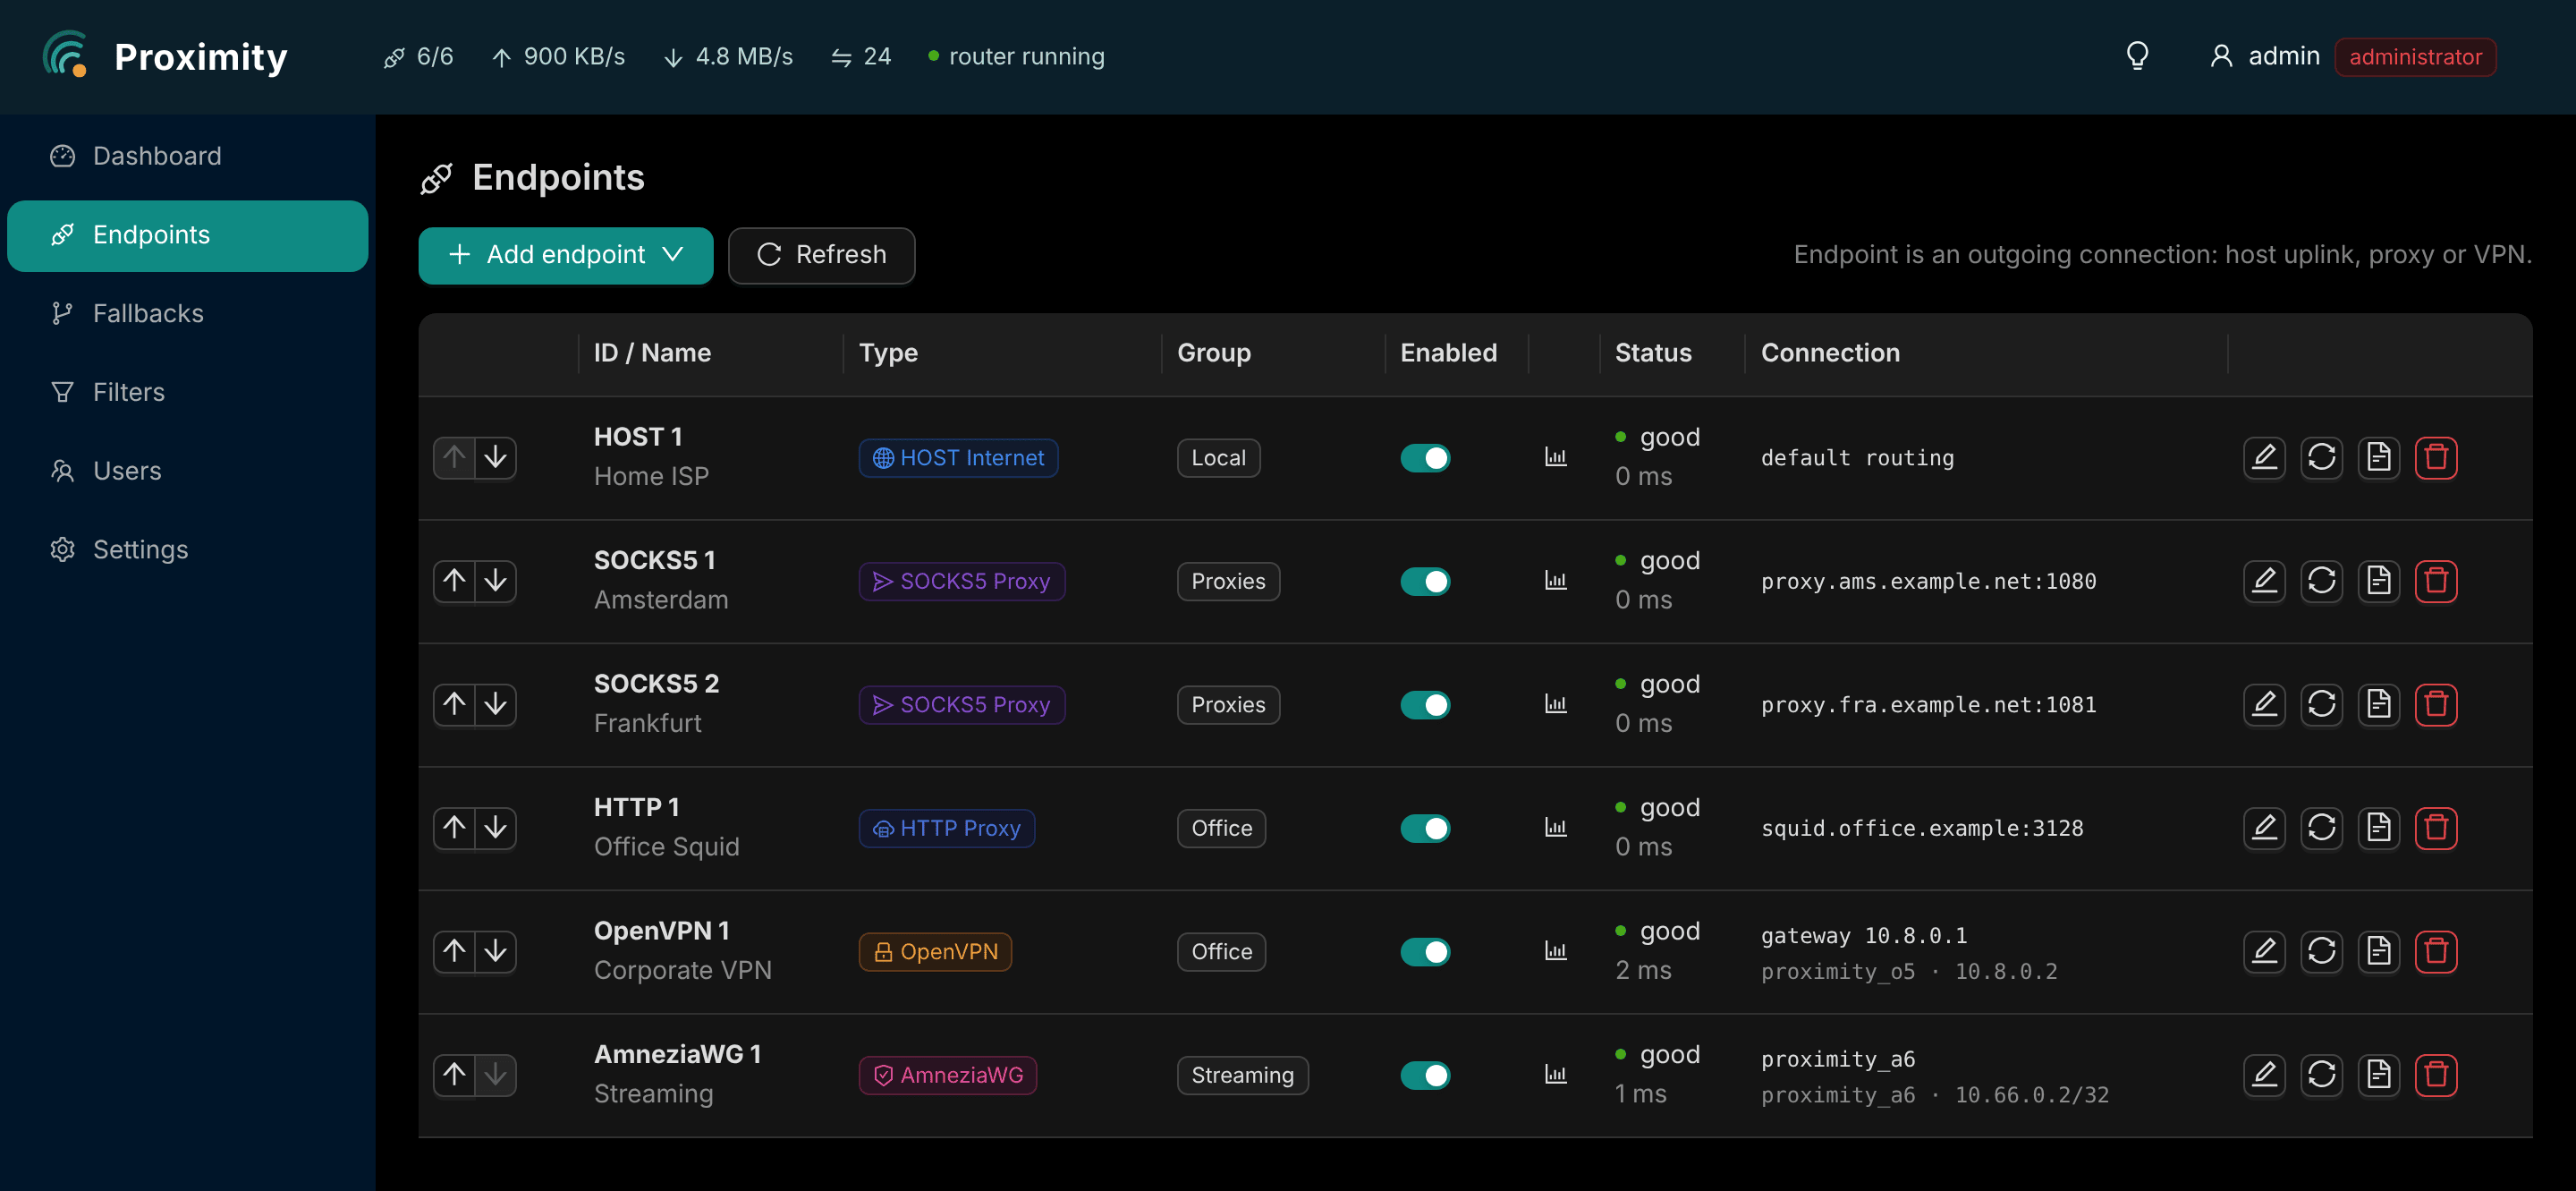 Proximity
6/6
900 KB/s
4.8 MB/s
24
router running
admin
administrator
Dashboard
Endpoints
Fallbacks
Filters
Users
Settings
Endpoints
Add endpoint
Refresh
Endpoint is an outgoing connection: host uplink, proxy or VPN.
ID / Name
Type
Group
Enabled
Status
Connection
HOST 1
Home ISP
HOST Internet
Local
good
0 ms
default routing
SOCKS5 1
Amsterdam
SOCKS5 Proxy
Proxies
good
0 ms
proxy.ams.example.net:1080
SOCKS5 2
Frankfurt
SOCKS5 Proxy
Proxies
good
0 ms
proxy.fra.example.net:1081
HTTP 1
Office Squid
HTTP Proxy
Office
good
0 ms
squid.office.example:3128
OpenVPN 1
Corporate VPN
OpenVPN
Office
good
2 ms
gateway 10.8.0.1
proximity_o5 · 10.8.0.2
AmneziaWG 1
Streaming
AmneziaWG
Streaming
good
1 ms
proximity_a6
proximity_a6 · 10.66.0.2/32